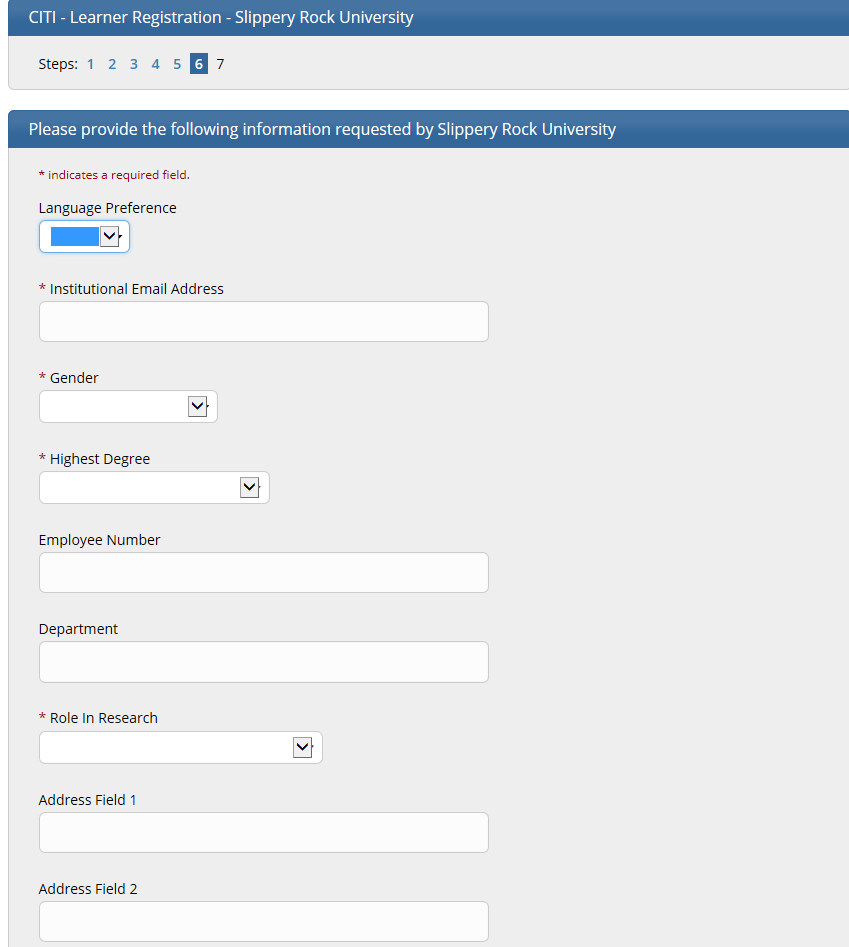 CITI - Learner Registration - Slippery Rock University
Steps: 1 2 3 4 5 6 7
Please provide the following information requested by Slippery Rock University
* indicates a required field.
Language Preference
* Institutional Email Address
* Gender
* Highest Degree
Employee Number
Department
* Role In Research
Address Field 1
Address Field 2